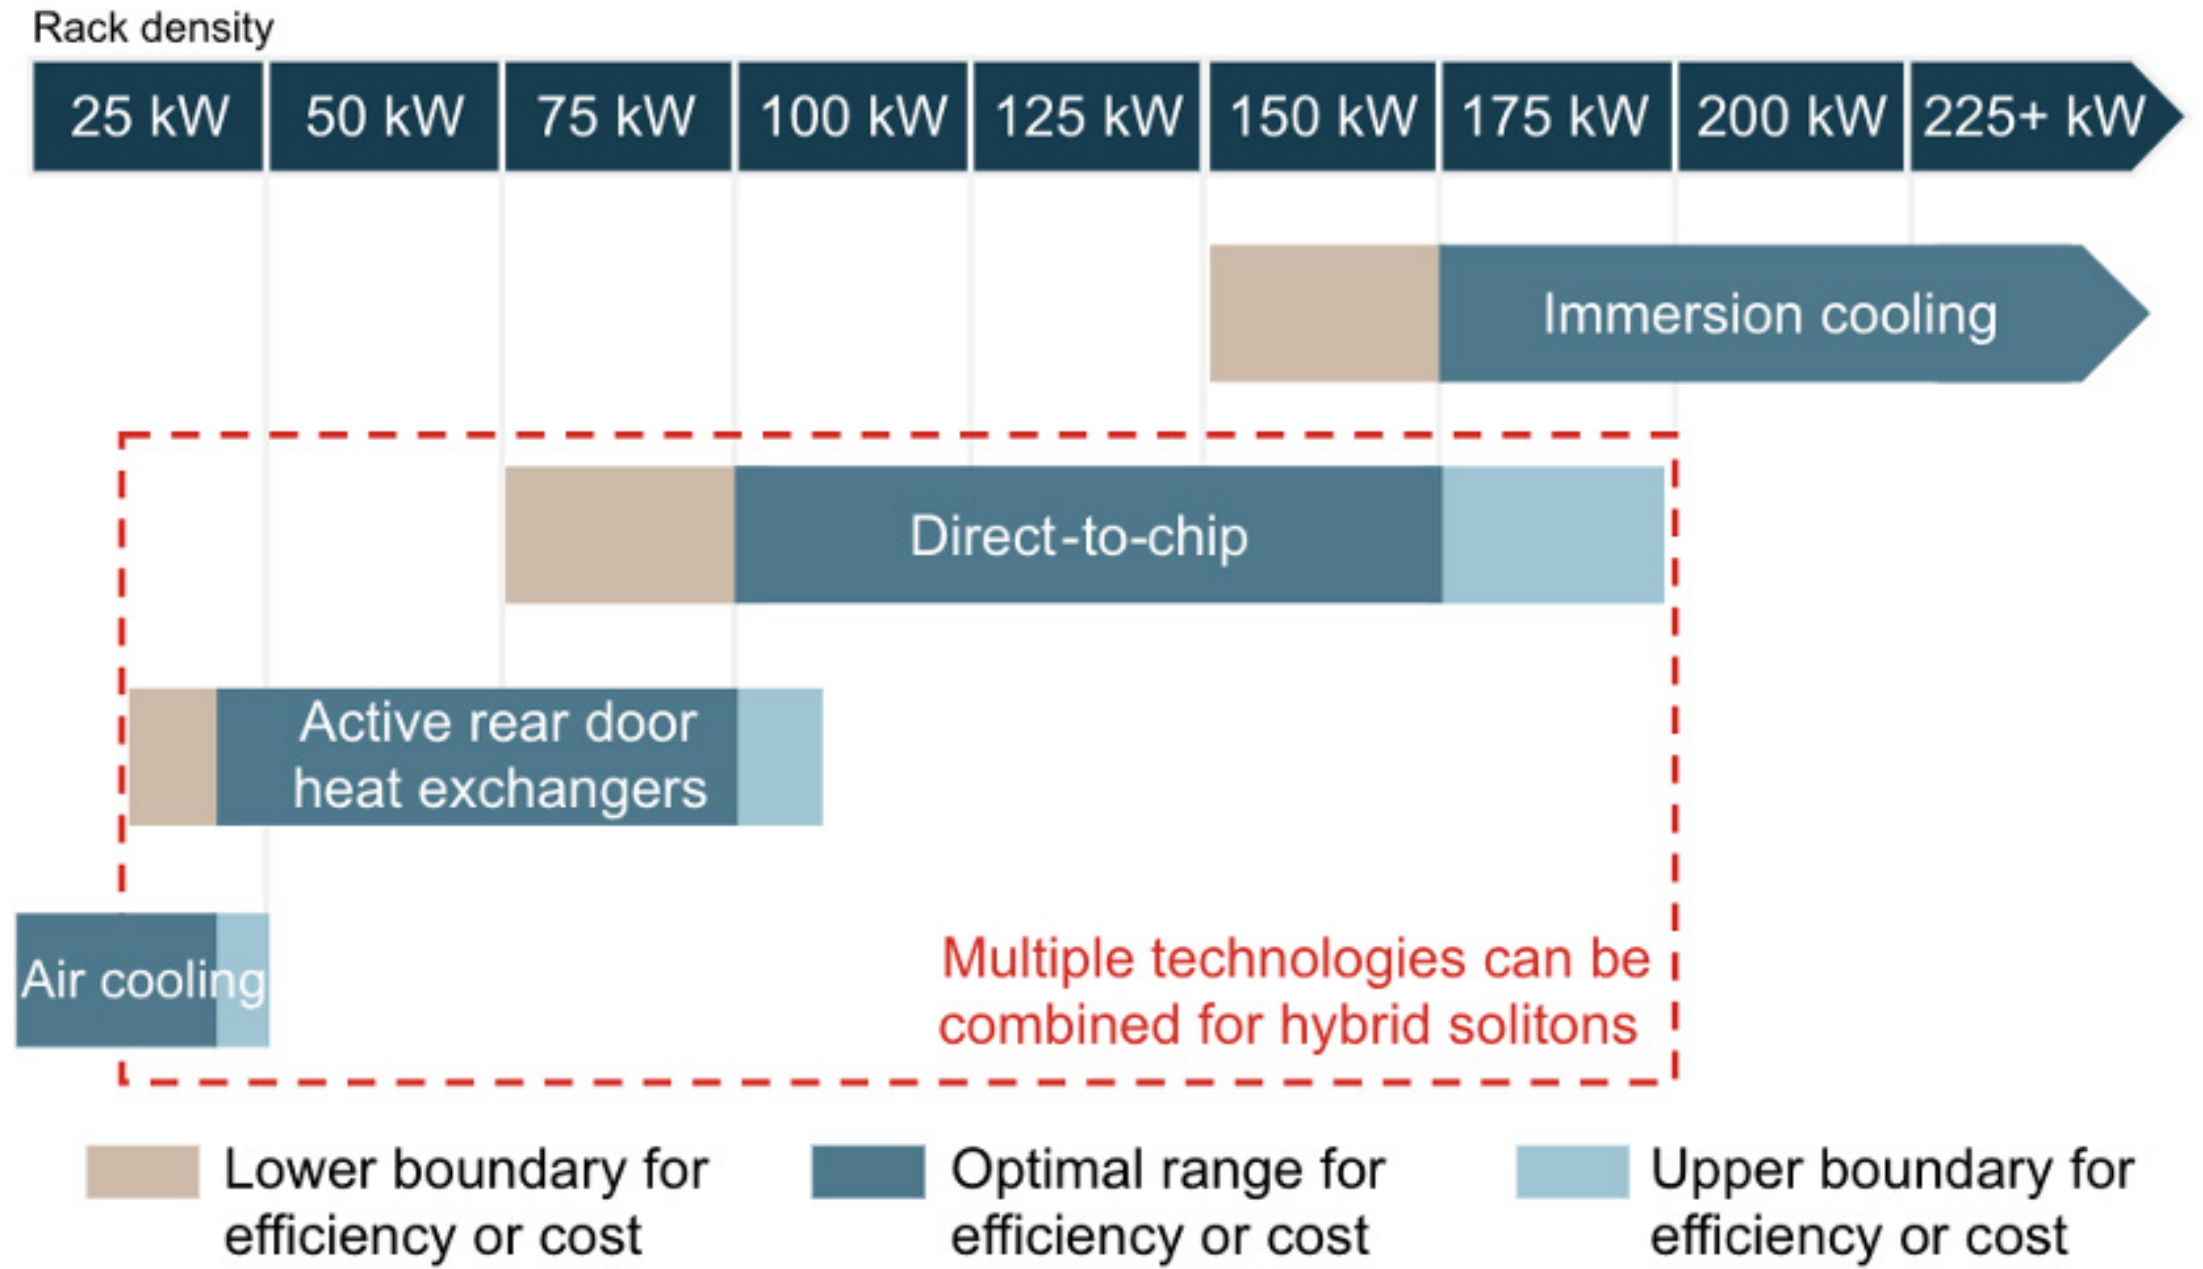 Rack density
25 kW 50 kW 75 kW 100 kW 125 kW 150 kW 175 kW 200 kW 225+ kW
Immersion cooling
Direct-to-chip
Active rear door
heat exchangers
Air cooling
Multiple technologies can be
combined for hybrid solitons
Lower boundary for
efficiency or cost
Optimal range for
efficiency or cost
Upper boundary for
efficiency or cost